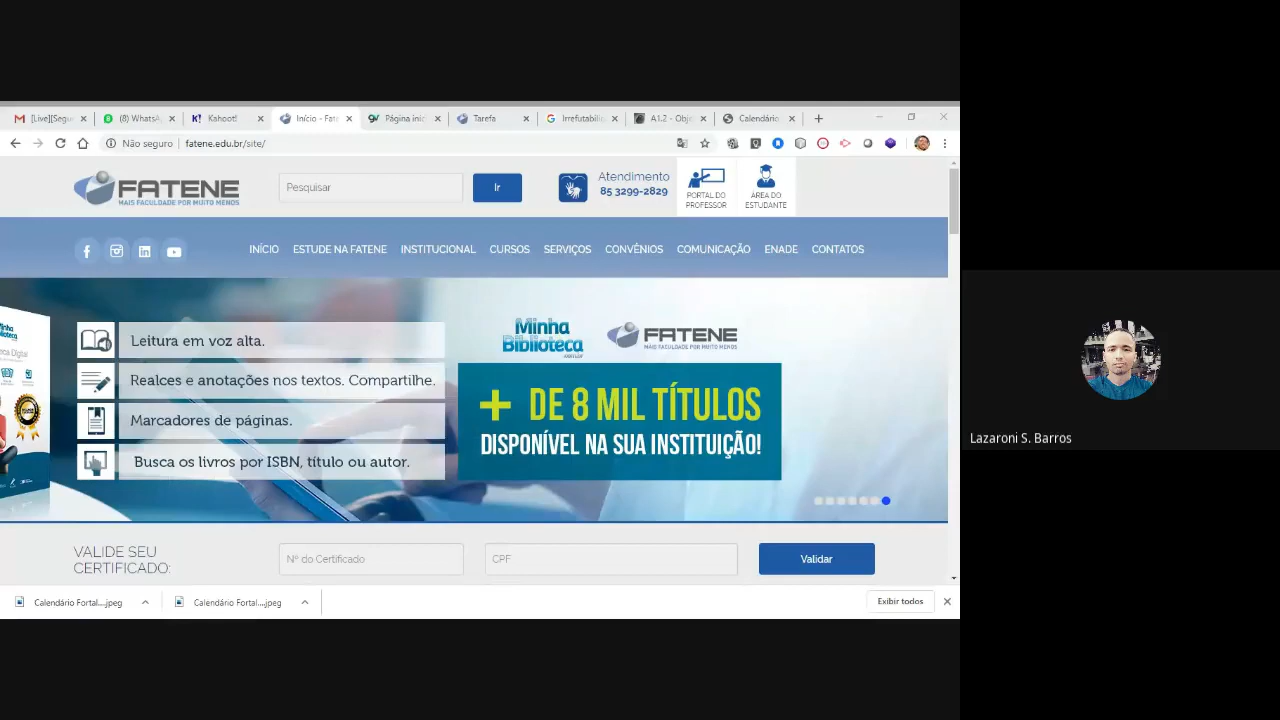 [Live][Segu
(8) WhatsA
Kahoot!
Início - Fate
Página inic
Tarefa
Irrefutabilid
A1.2 - Obje
Calendário
Não seguro
fatene.edu.br/site/
FATENE
MAIS FACULDADE POR MUITO MENOS
Pesquisar
Ir
Atendimento
85 3299-2829
PORTAL DO
PROFESSOR
ÁREA DO
ESTUDANTE
INÍCIO
ESTUDE NA FATENE
INSTITUCIONAL
CURSOS
SERVIÇOS
CONVÊNIOS
COMUNICAÇÃO
ENADE
CONTATOS
Leitura em voz alta.
Realces e anotações nos textos. Compartilhe.
Marcadores de páginas.
Busca os livros por ISBN, título ou autor.
Minha
Biblioteca
.com.br
FATENE
MAIS FACULDADE POR MUITO MENOS
+ DE 8 MIL TÍTULOS
DISPONÍVEL NA SUA INSTITUIÇÃO!
VALIDE SEU
CERTIFICADO:
Nº do Certificado
CPF
Validar
Calendário Fortal....jpeg
Calendário Fortal....jpeg
Exibir todos
Lazaroni S. Barros